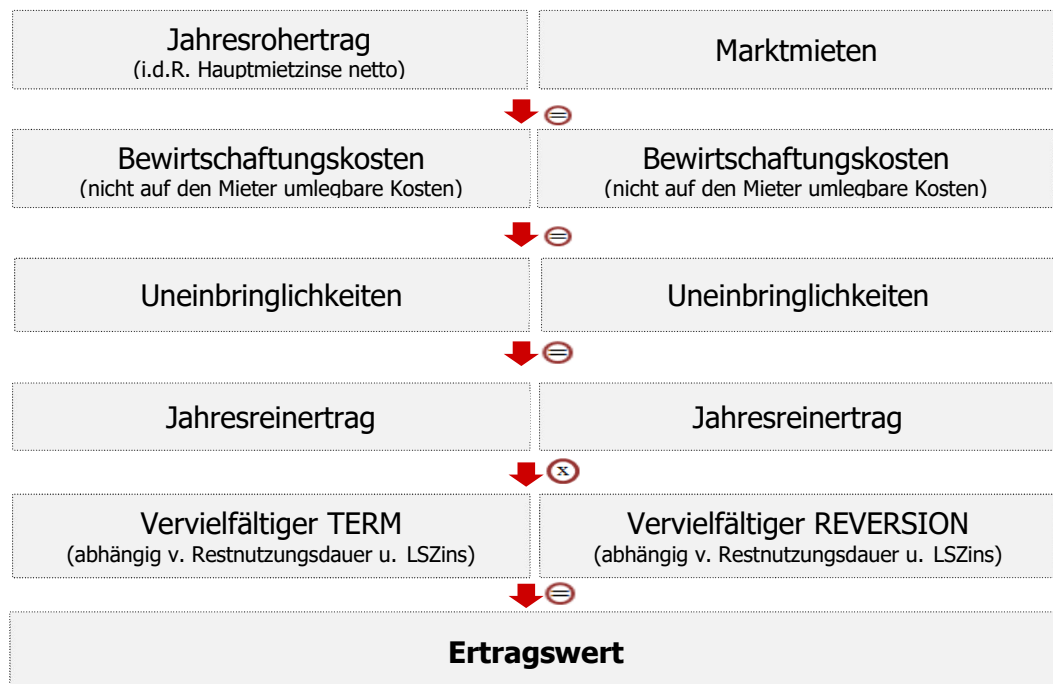 Jahresrohertrag
(i.d.R. Hauptmietzinse netto)
Marktmieten
=
Bewirtschaftungskosten
(nicht auf den Mieter umlegbare Kosten)
Bewirtschaftungskosten
(nicht auf den Mieter umlegbare Kosten)
=
Uneinbringlichkeiten
Uneinbringlichkeiten
=
Jahresreinertrag
Jahresreinertrag
x
Vervielfältiger TERM
(abhängig v. Restnutzungsdauer u. LSZins)
Vervielfältiger REVERSION
(abhängig v. Restnutzungsdauer u. LSZins)
=
Ertragswert